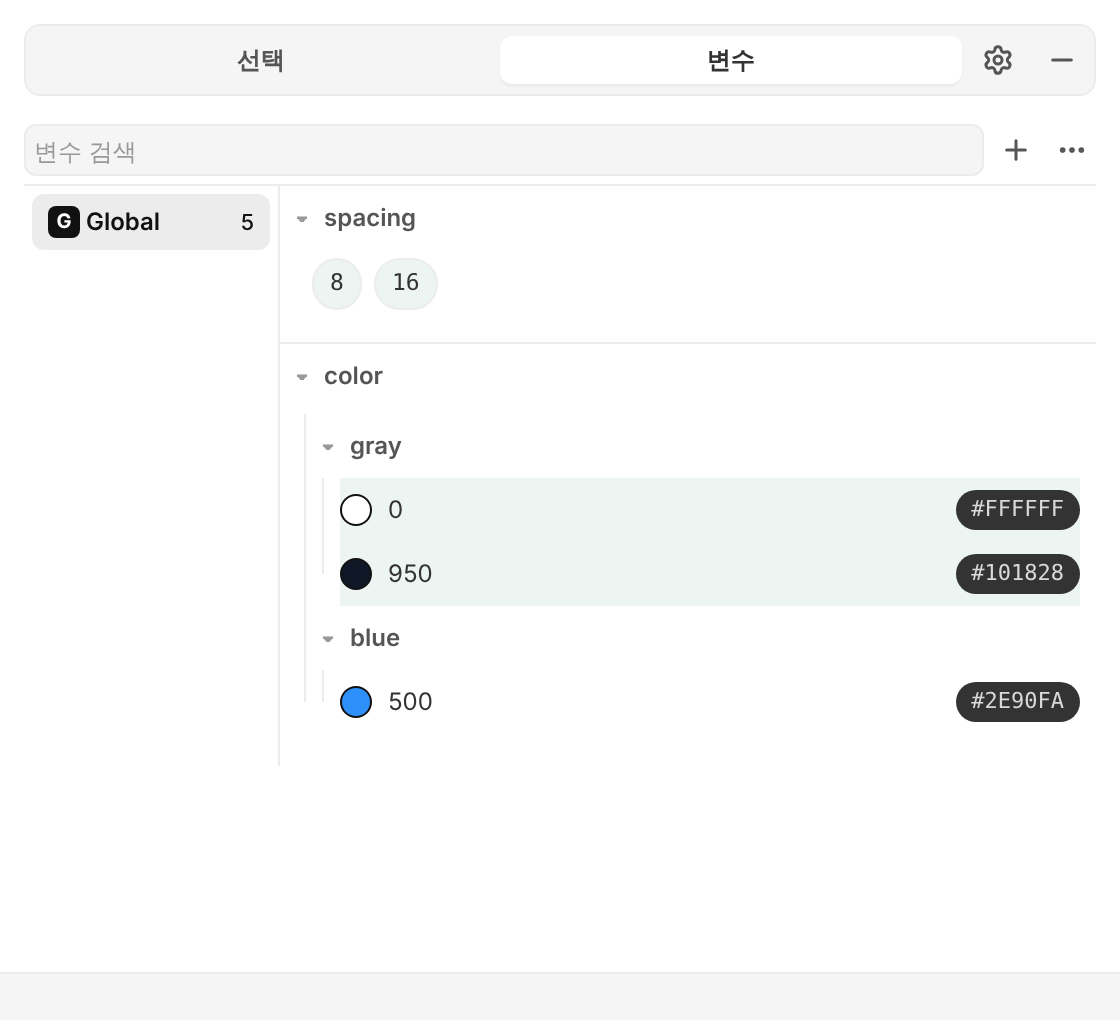 선택
변수
변수 검색
G Global 5
spacing
8 16
color
gray
0 #FFFFFF
950 #101828
blue
500 #2E90FA